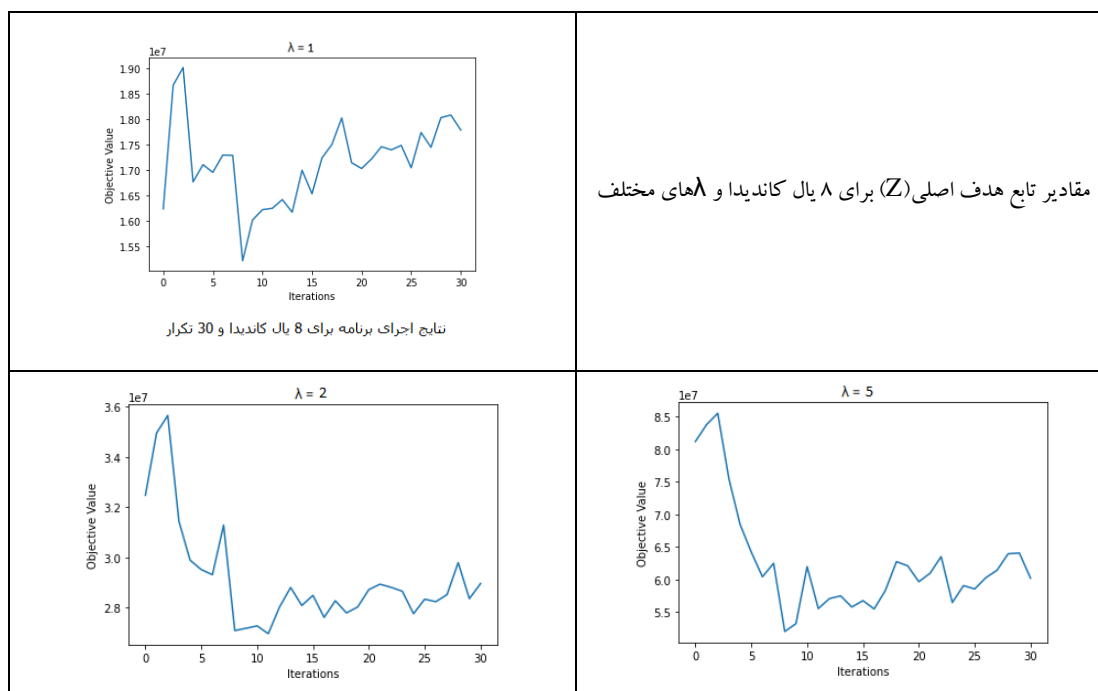 λ = 1
1e7
1.90
1.85
1.80
1.75
1.70
1.65
1.60
1.55
Objective Value
0 5 10 15 20 25 30
Iterations
نتایج اجرای برنامه برای 8 یال کاندیدا و 30 تکرار
مقادیر تابع هدف اصلی(Z) برای ۸ یال کاندیدا و λهای مختلف
λ = 2
1e7
3.6
3.4
3.2
3.0
2.8
Objective Value
0 5 10 15 20 25 30
Iterations
λ = 5
1e7
8.5
8.0
7.5
7.0
6.5
6.0
5.5
Objective Value
0 5 10 15 20 25 30
Iterations